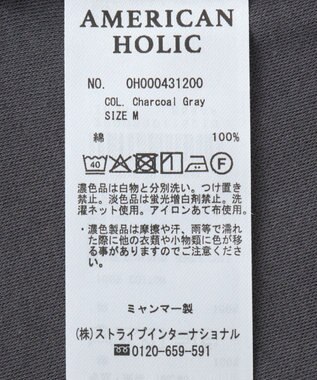 AMERICAN
HOLIC
NO. OH000431200
COL. Charcoal Gray
SIZE M
綿 100%
40 F
濃色品は白物と分別洗い。つけ置き
禁止。淡色品は蛍光増白剤禁止。洗
濯ネット使用。アイロンあて布使用。
・濃色製品は摩擦や汗、雨等で濡れ
た際に他の衣類や小物類に色が移
る事がありますのでご注意くださ
い。
ミャンマー製
(株)ストライプインターナショナル
0120-659-591